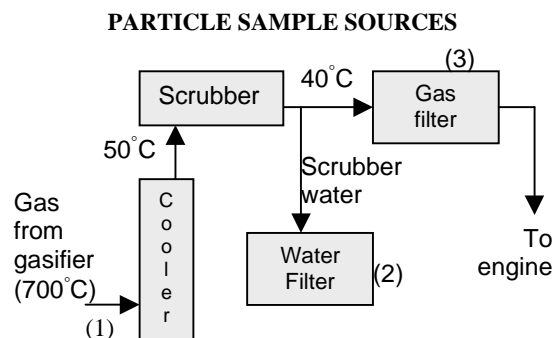 PARTICLE SAMPLE SOURCES
(3)
Scrubber
40°C
Gas
filter
50°C
Scrubber
water
Gas
from
gasifier
(700°C)
(1)
C
o
o
l
e
r
Water
Filter
(2)
To
engine